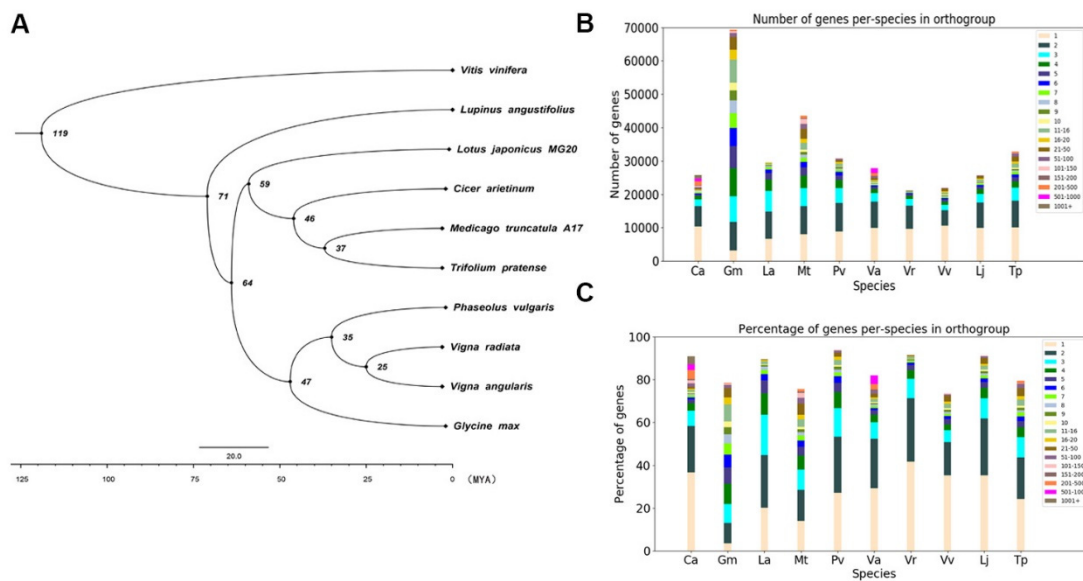 A
Vitis vinifera
Lupinus angustifolius
Lotus japonicus MG20
Cicer arietinum
Medicago truncatula A17
Trifolium pratense
Phaseolus vulgaris
Vigna radiata
Vigna angularis
Glycine max
119
71
59
46
37
64
35
25
47
20.0
125 100 75 50 25 0 (MYA)
B
Number of genes per-species in orthogroup
Number of genes
70000
60000
50000
40000
30000
20000
10000
0
Ca Gm La Mt Pv Va Vr Vv Lj Tp
Species
1
2
3
4
5
6
7
8
9
10
11-16
16-20
21-50
51-100
101-150
151-200
201-500
501-1000
1001+
C
Percentage of genes per-species in orthogroup
Percentage of genes
100
80
60
40
20
0
Ca Gm La Mt Pv Va Vr Vv Lj Tp
Species
1
2
3
4
5
6
7
8
9
10
11-16
16-20
21-50
51-100
101-150
151-200
201-500
501-100
1001+